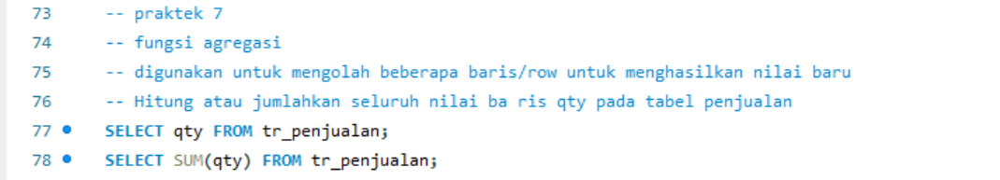 73 -- praktek 7
74 -- fungsi agregasi
75 -- digunakan untuk mengolah beberapa baris/row untuk menghasilkan nilai baru
76 -- Hitung atau jumlahkan seluruh nilai ba ris qty pada tabel penjualan
77 SELECT qty FROM tr_penjualan;
78 SELECT SUM(qty) FROM tr_penjualan;